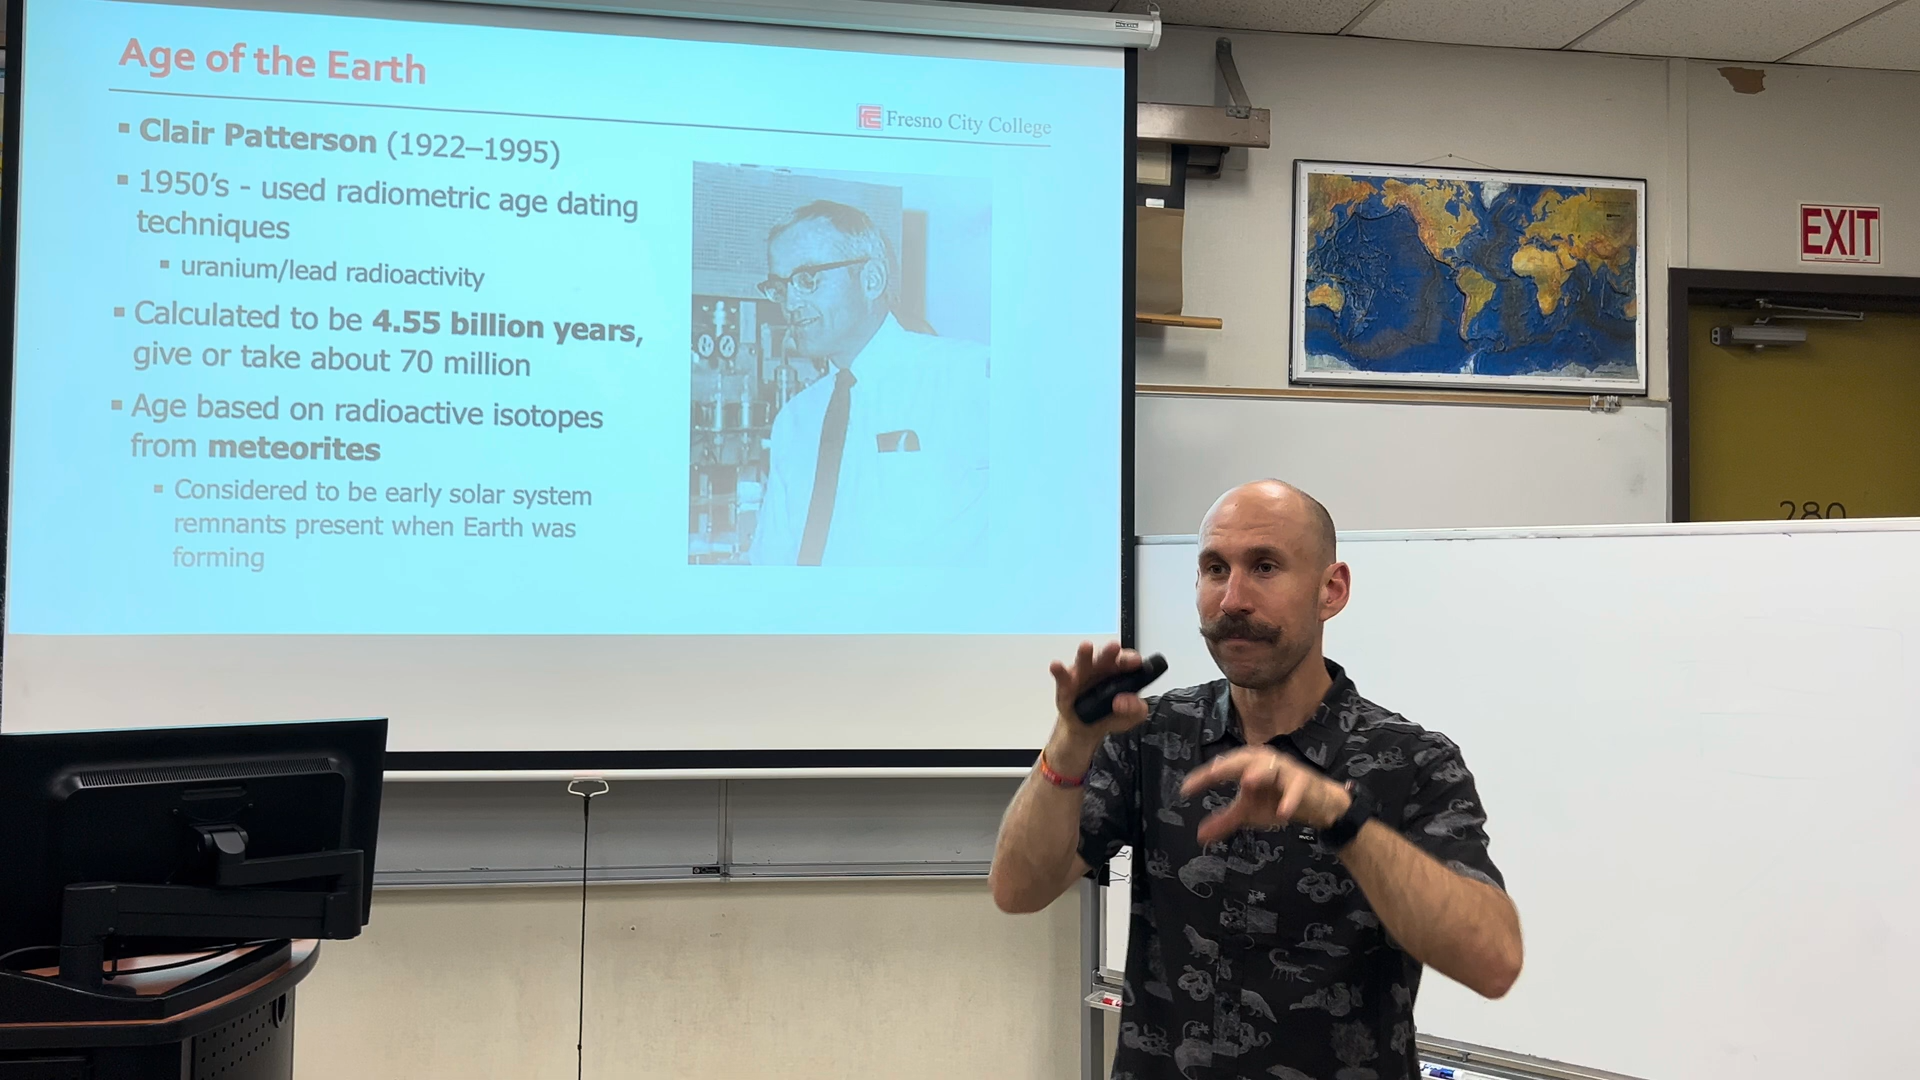 Age of the Earth
Fresno City College
▪ Clair Patterson (1922–1995)
▪ 1950’s - used radiometric age dating
techniques
▪ uranium/lead radioactivity
▪ Calculated to be 4.55 billion years,
give or take about 70 million
▪ Age based on radioactive isotopes
from meteorites
▪ Considered to be early solar system
remnants present when Earth was
forming
EXIT
280
RVCA